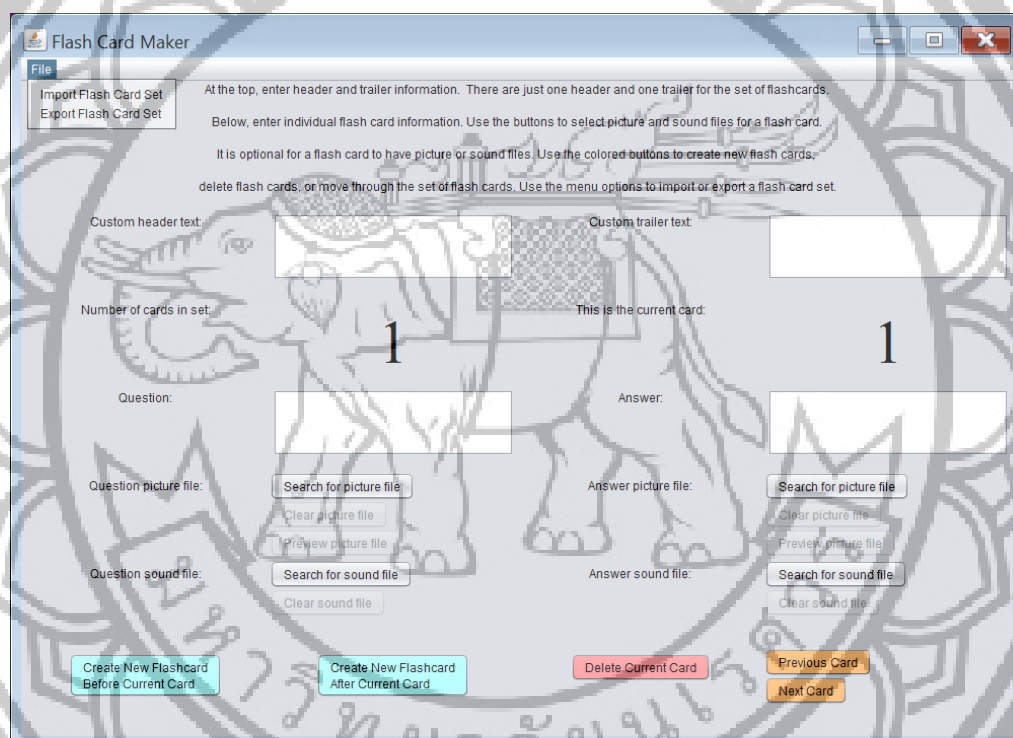 Flash Card Maker
File
Import Flash Card Set
Export Flash Card Set
At the top, enter header and trailer information. There are just one header and one trailer for the set of flashcards.
Below, enter individual flash card information. Use the buttons to select picture and sound files for a flash card.
It is optional for a flash card to have picture or sound files. Use the colored buttons to create new flash cards,
delete flash cards, or move through the set of flash cards. Use the menu options to import or export a flash card set.
Custom header text:
Custom trailer text:
Number of cards in set:
1
This is the current card:
1
Question:
Answer:
Question picture file:
Search for picture file
Clear picture file
Preview picture file
Answer picture file:
Search for picture file
Clear picture file
Preview picture file
Question sound file:
Search for sound file
Clear sound file
Answer sound file:
Search for sound file
Clear sound file
Create New Flashcard
Before Current Card
Create New Flashcard
After Current Card
Delete Current Card
Previous Card
Next Card